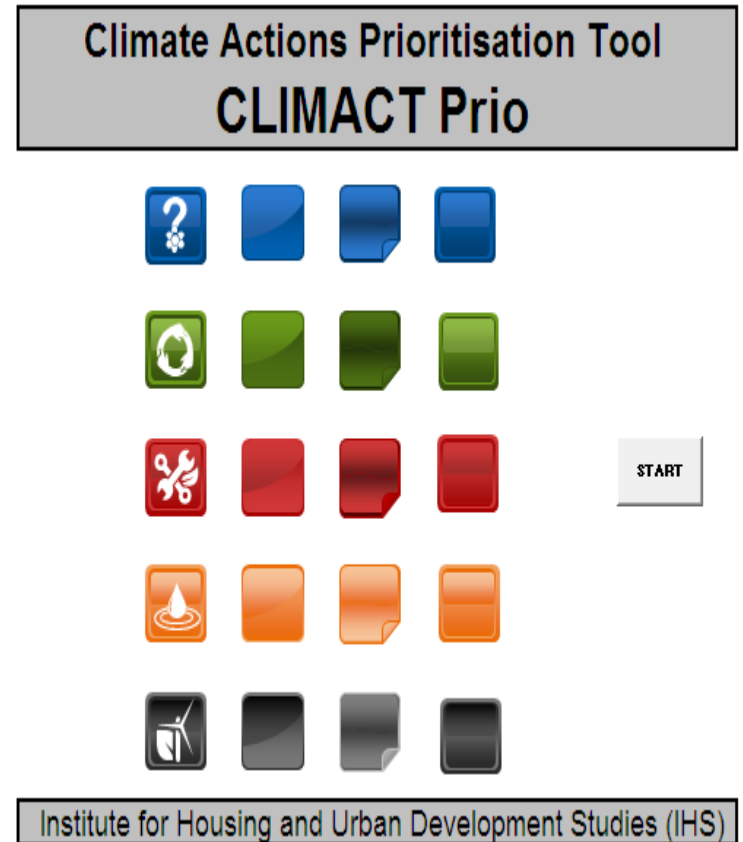 Climate Actions Prioritisation Tool
CLIMACT Prio
?
START
Institute for Housing and Urban Development Studies (IHS)